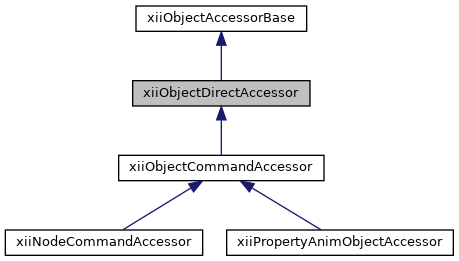 xiiObjectAccessorBase
xiiObjectDirectAccessor
xiiObjectCommandAccessor
xiiNodeCommandAccessor
xiiPropertyAnimObjectAccessor